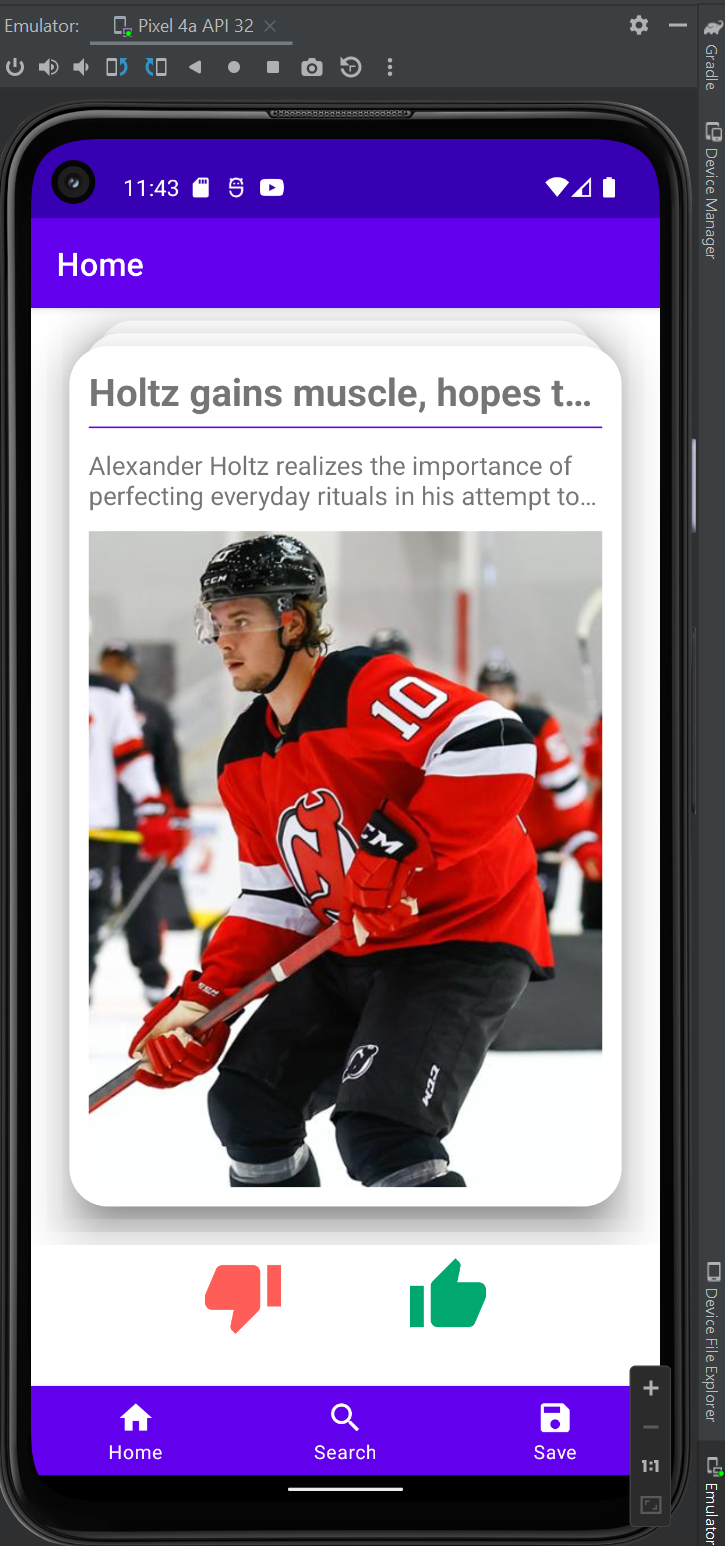 Emulator: Pixel 4a API 32
Gradle
Device Manager
11:43
Home
Holtz gains muscle, hopes t...
Alexander Holtz realizes the importance of
perfecting everyday rituals in his attempt to...
10
CCM
10
CM
CCM
CCM
Device File Explorer
Home
Search
Save
1:1
Emulator